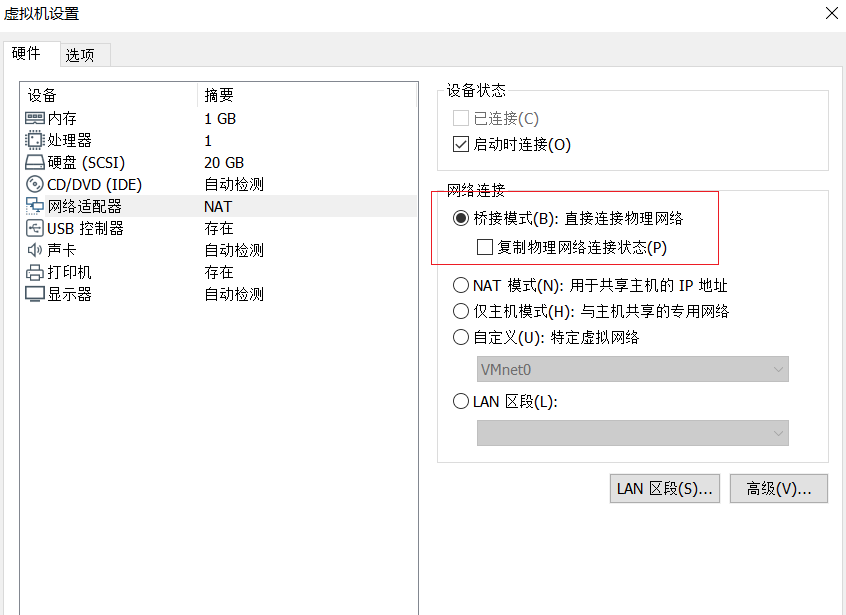 虚拟机设置
硬件 选项
设备 摘要
内存 1 GB
处理器 1
硬盘 (SCSI) 20 GB
CD/DVD (IDE) 自动检测
网络适配器 NAT
USB 控制器 存在
声卡 自动检测
打印机 存在
显示器 自动检测
设备状态
已连接(C)
启动时连接(O)
网络连接
桥接模式(B): 直接连接物理网络
复制物理网络连接状态(P)
NAT 模式(N): 用于共享主机的 IP 地址
仅主机模式(H): 与主机共享的专用网络
自定义(U): 特定虚拟网络
VMnet0
LAN 区段(L):
LAN 区段(S)... 高级(V)...